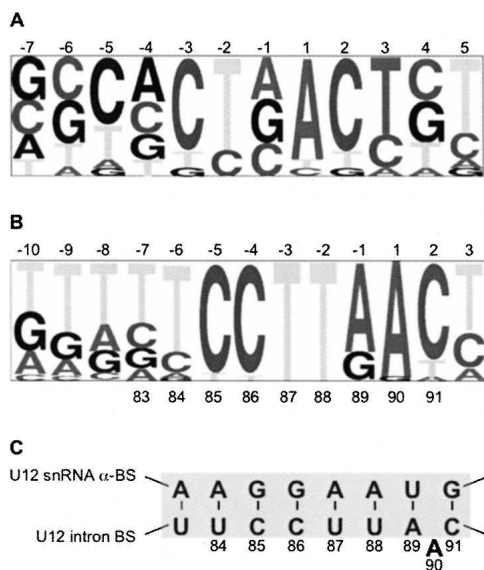 A
-7 -6 -5 -4 -3 -2 -1 1 2 3 4 5
G C C A C T A A C T C T
C G T C T C G C T C G C
A T A G G C G T A
T A G T A G
B
-10 -9 -8 -7 -6 -5 -4 -3 -2 -1 1 2 3
T T T T T C C T T A A C T
G G A C C G T C
A A G G A A
83 84 85 86 87 88 89 90 91
C
U12 snRNA α-BS
A A G G A A U G
U12 intron BS
U U C C U U A C
A
84 85 86 87 88 89 91
90